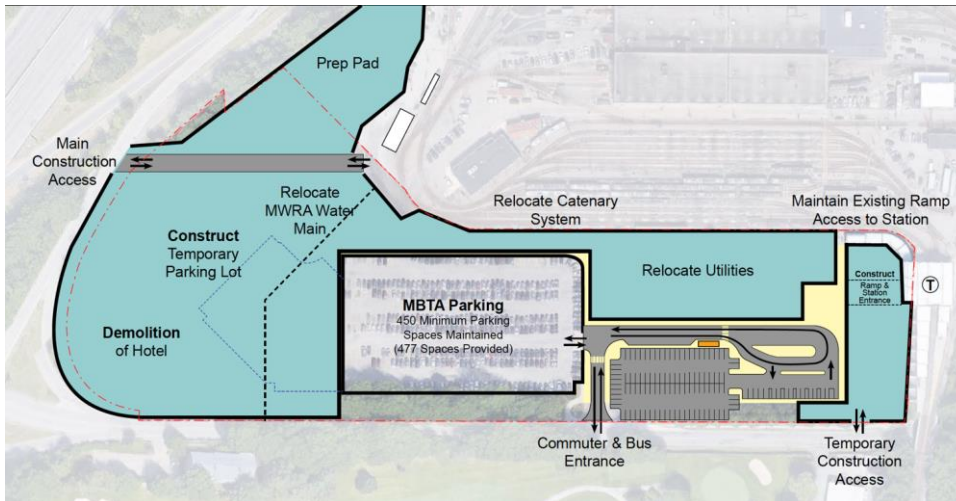 Prep Pad
Main
Construction
Access
Relocate
MWRA Water
Main
Construct
Temporary
Parking Lot
Demolition
of Hotel
Relocate Catenary
System
Maintain Existing Ramp
Access to Station
Relocate Utilities
Construct
Ramp &
Station
Entrance
T
MBTA Parking
450 Minimum Parking
Spaces Maintained
(477 Spaces Provided)
Commuter & Bus
Entrance
Temporary
Construction
Access